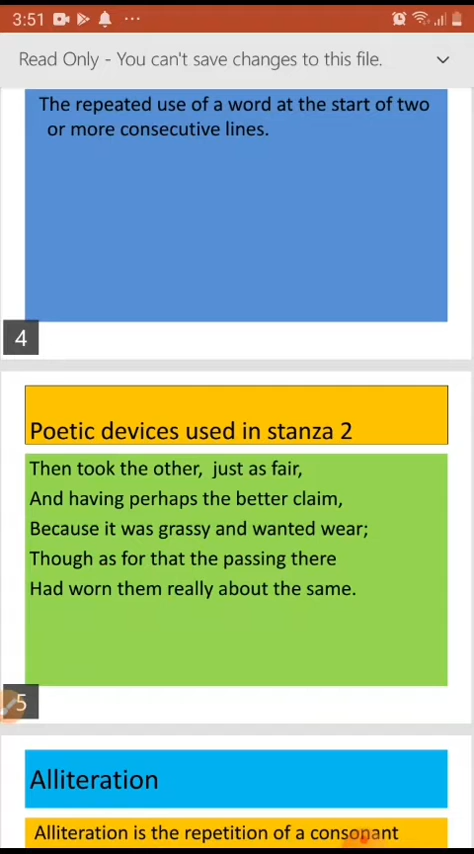 3:51
Read Only - You can't save changes to this file.
The repeated use of a word at the start of two
or more consecutive lines.
4
Poetic devices used in stanza 2
Then took the other, just as fair,
And having perhaps the better claim,
Because it was grassy and wanted wear;
Though as for that the passing there
Had worn them really about the same.
5
Alliteration
Alliteration is the repetition of a consonant